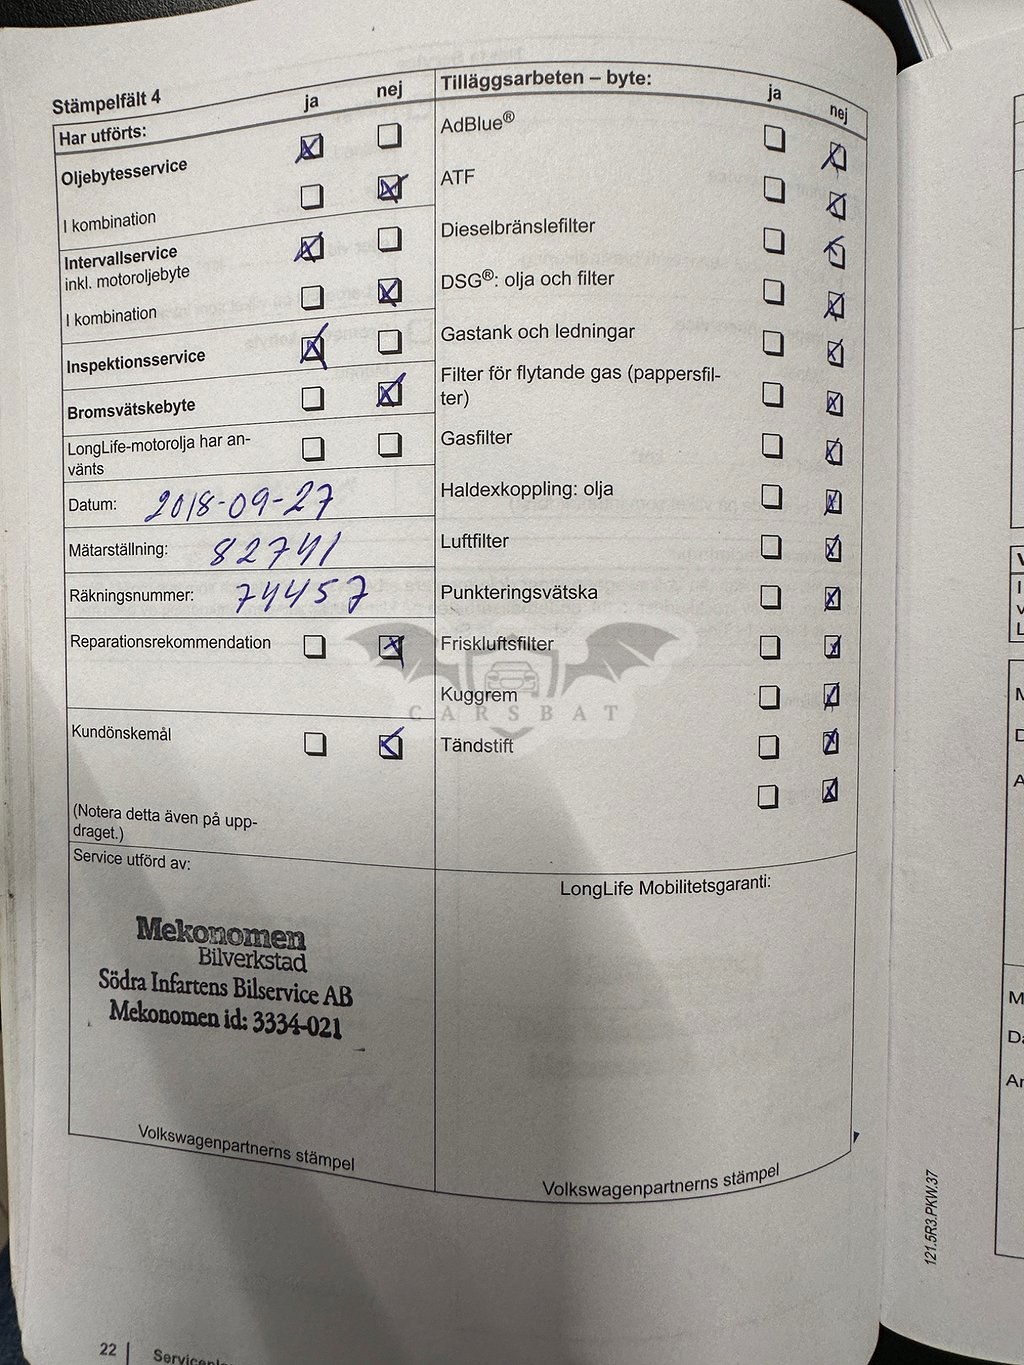 Stämpelfält 4
Har utförts:
ja
nej
Oljebytesservice
I kombination
Intervallservice
inkl. motoroljebyte
I kombination
Inspektionsservice
Bromsvätskebyte
LongLife-motorolja har an-
vänts
Datum: 2018-09-27
Mätarställning: 82741
Räkningsnummer: 74457
Reparationsrekommendation
Kundönskemål
(Notera detta även på upp-
draget.)
Service utförd av:
Mekonomen
Bilverkstad
Södra Infartens Bilservice AB
Mekonomen id: 3334-021
Volkswagenpartnerns stämpel
Tilläggsarbeten – byte:
ja
nej
AdBlue®
ATF
Dieselbränslefilter
DSG®: olja och filter
Gastank och ledningar
Filter för flytande gas (pappersfil-
ter)
Gasfilter
Haldexkoppling: olja
Luftfilter
Punkteringsvätska
Friskluftsfilter
Kuggrem
CARSBAT
Tändstift
LongLife Mobilitetsgaranti:
Volkswagenpartnerns stämpel
121.5R3.PKW.37
22